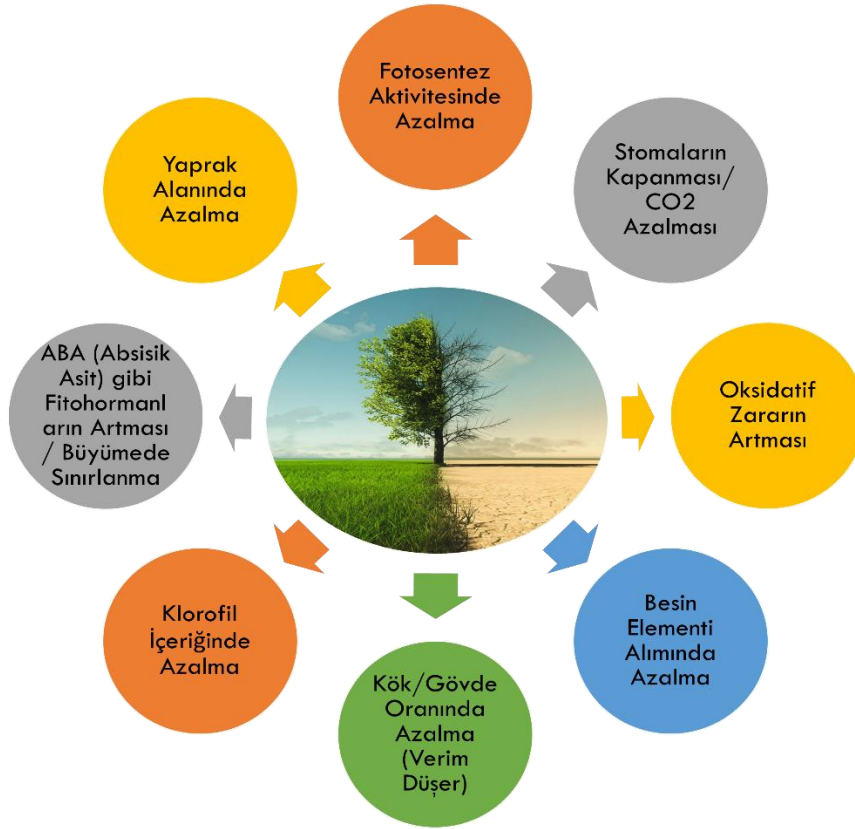 Fotosentez
Aktivitesinde
Azalma
Stomaların
Kapanması/
CO2
Azalması
Oksidatif
Zararın
Artması
Besin
Elementi
Alımında
Azalma
Kök/Gövde
Oranında
Azalma
(Verim
Düşer)
Klorofil
İçeriğinde
Azalma
ABA (Absisik
Asit) gibi
Fitohormanl
arın Artması
/ Büyümede
Sınırlanma
Yaprak
Alanında
Azalma